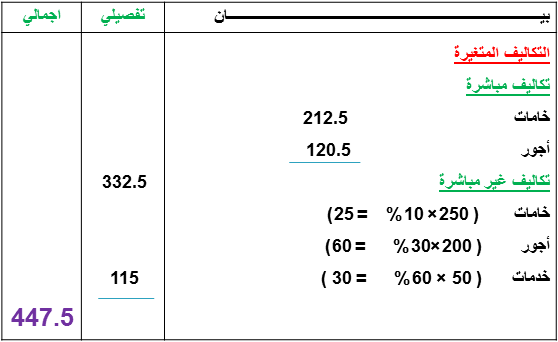 بيـــــــــــــــــــــــــــــان تفصيلي اجمالي
التكاليف المتغيرة
تكاليف مباشرة
خامات 212.5
أجور 120.5
332.5
تكاليف غير مباشرة
خامات ( 250 × 10% = 25)
أجور ( 200×30% = 60)
خدمات ( 50 × 60% = 30 ) 115
447.5